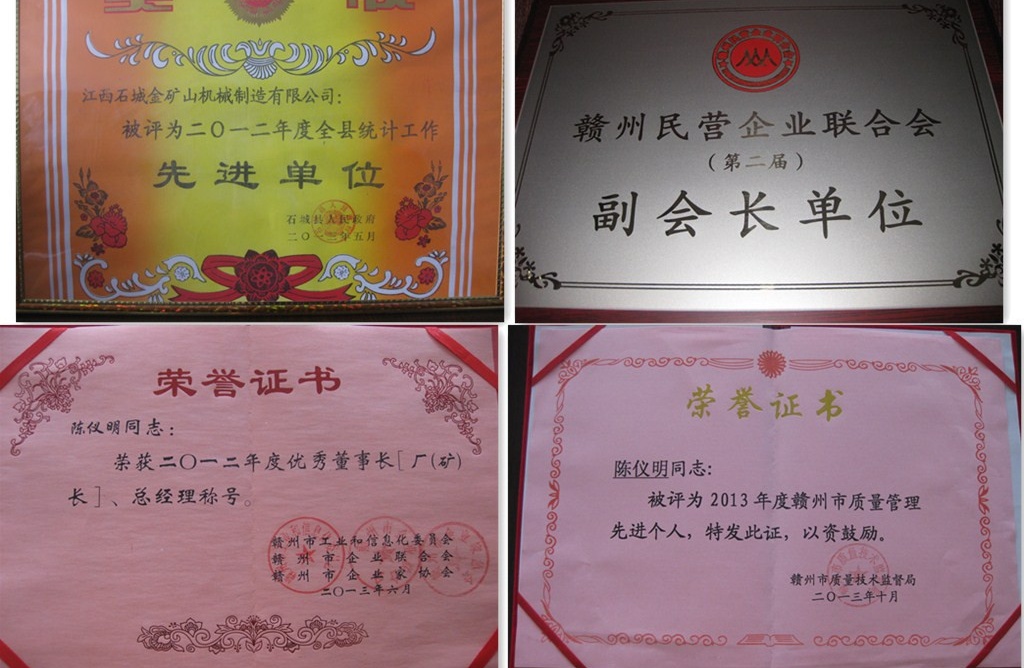 江西石城金矿山机械制造有限公司：
被评为二〇一二年度全县统计工作
先进单位
石城县人民政府
二〇一三年五月
赣州民营企业联合会
（第二届）
副会长单位
荣誉证书
陈仪明同志：
荣获二〇一二年度优秀董事长［厂(矿)
长］、总经理称号。
赣州市工业和信息化委员会
赣州市企业联合会
赣州市企业家协会
二〇一三年六月
荣誉证书
陈仪明同志：
被评为 2013 年度赣州市质量管理
先进个人，特发此证，以资鼓励。
赣州市质量技术监督局
二〇一三年十月